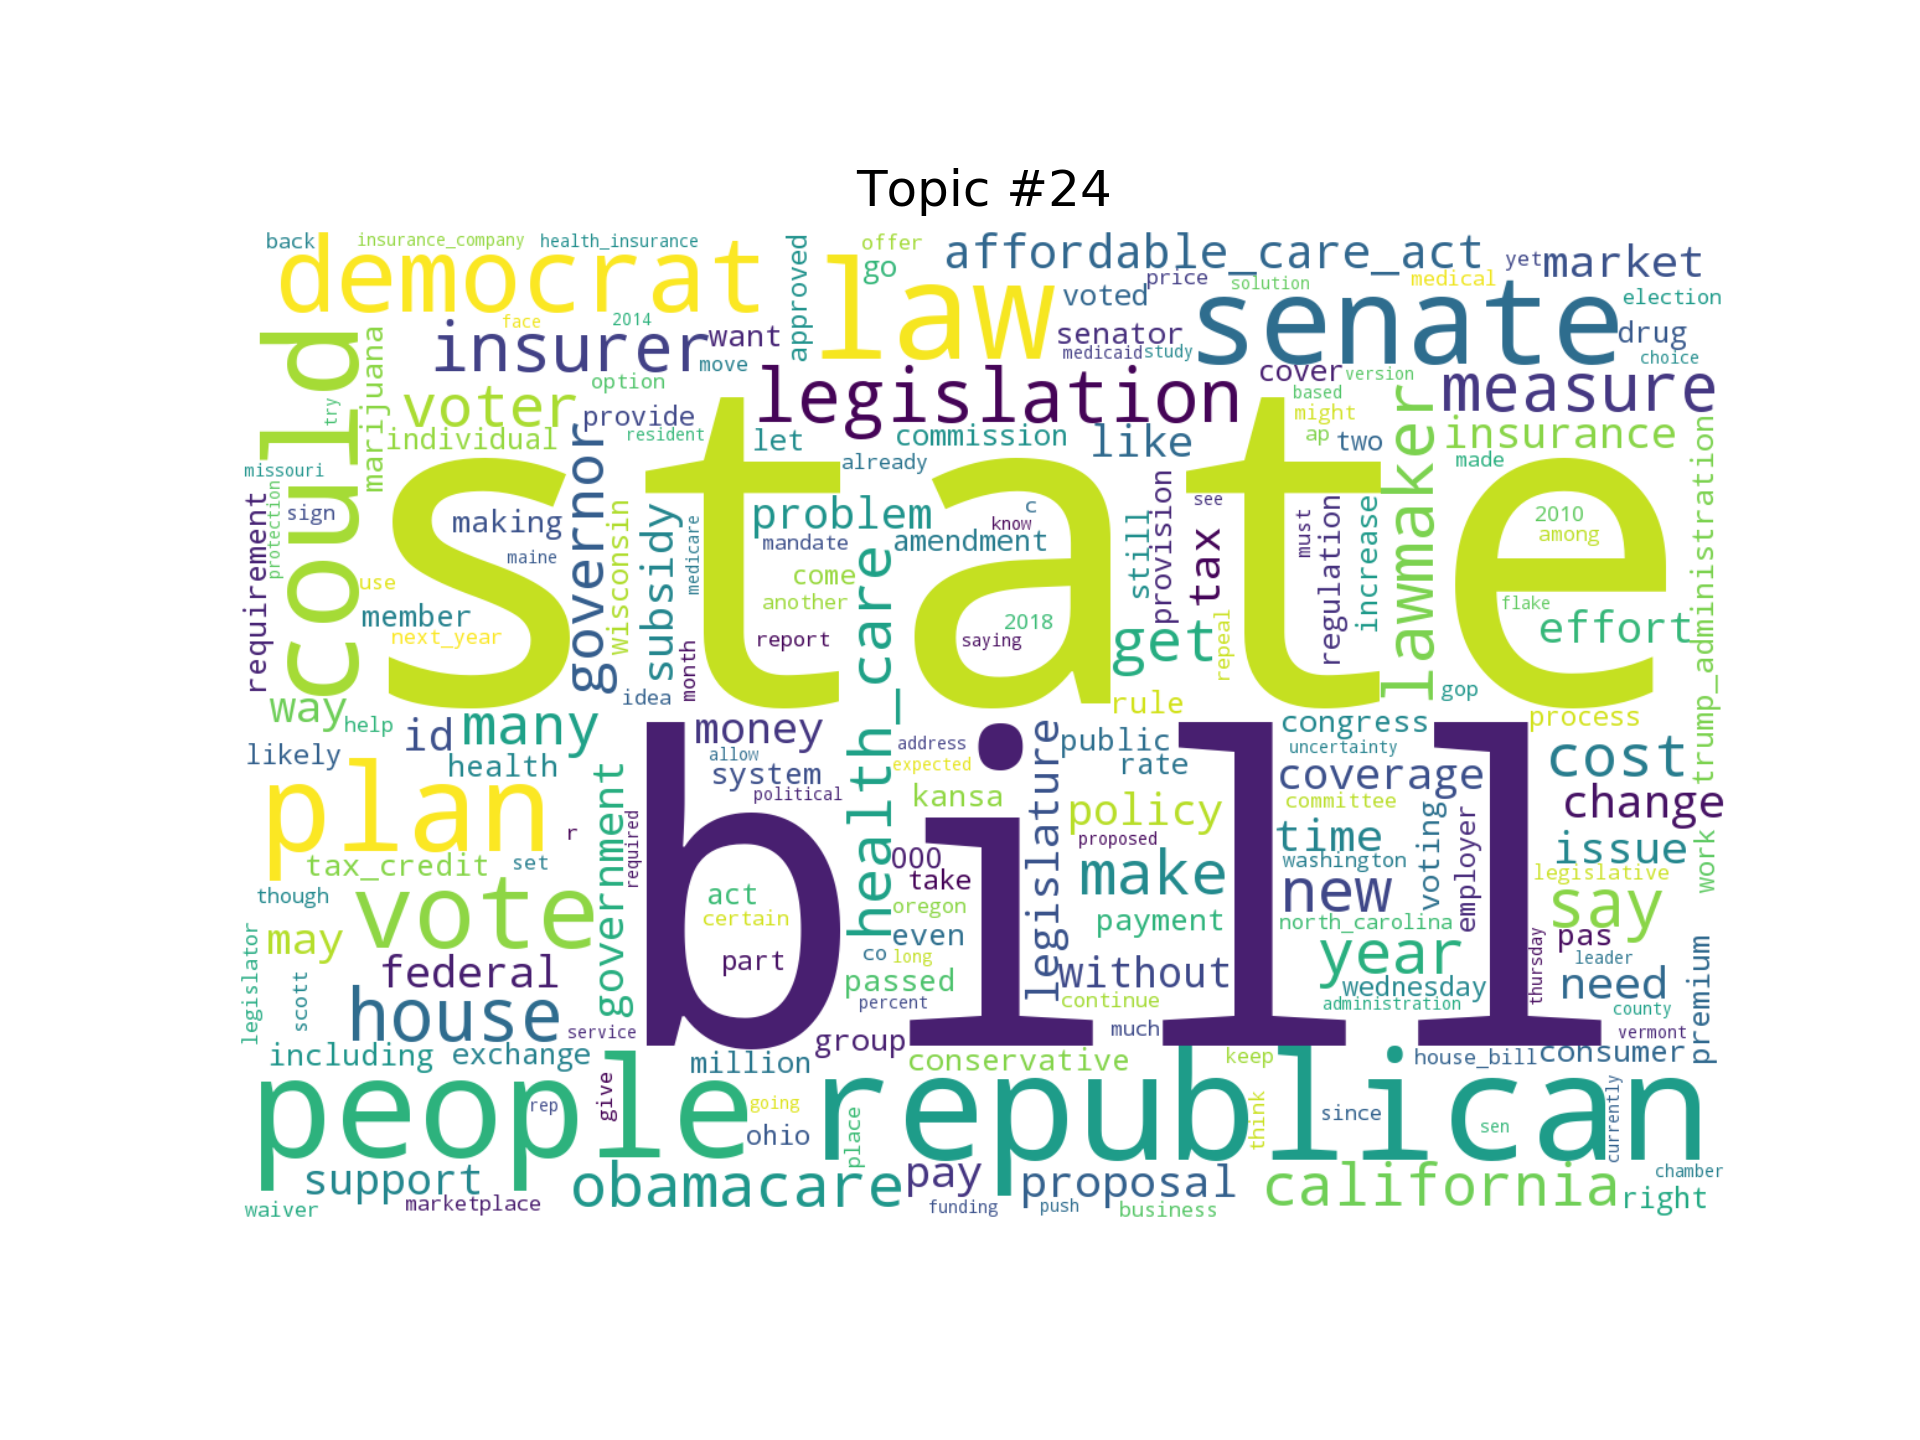 Topic #24
back
insurance_company
health_insurance
approved
offer
go
affordable_care_act
yet
market
democrat
law
voted
price
solution
medical
senate
election
insurer
face
2014
want
move
senator
medicaid
study
drug
choice
could
marijuana
try
voter
option
provide
legislation
cover
version
measure
individual
resident
let
commission
like
based
might
ap
two
lawmaker
insurance
made
missouri
already
state
requirement
protection
sign
making
maine
governor
wisconsin
subsidy
medicare
problem
mandate
c
know
amendment
still
provision
see
tax
must
regulation
increase
2010
among
trump_administration
use
member
next_year
come
another
report
health_care
2018
saying
get
repeal
flake
effort
way
help
idea
month
rule
gop
process
likely
id
many
health
money
allow
system
political
address
expected
legislature
public
rate
congress
uncertainty
coverage
committee
cost
change
plan
tax_credit
r
set
government
required
bill
kansa
policy
proposed
time
washington
voting
employer
issue
work
though
vote
act
certain
000
take
oregon
make
payment
new
north_carolina
legislative
say
may
federal
part
even
co
long
passed
percent
without
continue
year
wednesday
administration
thursday
pas
leader
need
county
premium
legislator
scott
house
service
group
much
vermont
including
exchange
million
conservative
keep
house_bill
consumer
people
rep
give
going
ohio
place
republican
think
since
sen
currently
support
obamacare
pay
proposal
california
chamber
right
waiver
marketplace
funding
push
business